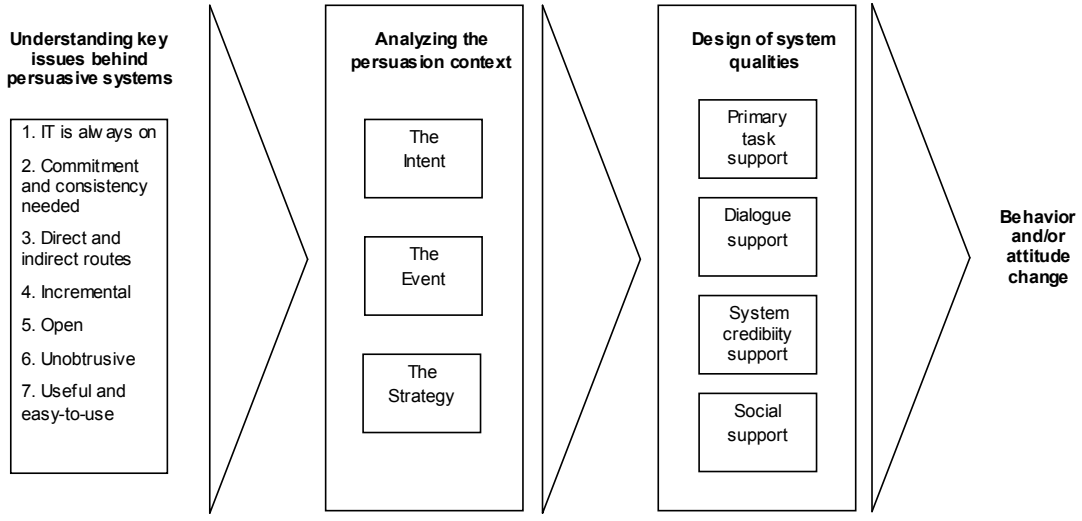 Understanding key
issues behind
persuasive systems
1. IT is always on
2. Commitment
and consistency
needed
3. Direct and
indirect routes
4. Incremental
5. Open
6. Unobtrusive
7. Useful and
easy-to-use
Analyzing the
persuasion context
The
Intent
The
Event
The
Strategy
Design of system
qualities
Primary
task
support
Dialogue
support
System
credibiity
support
Social
support
Behavior
and/or
attitude
change